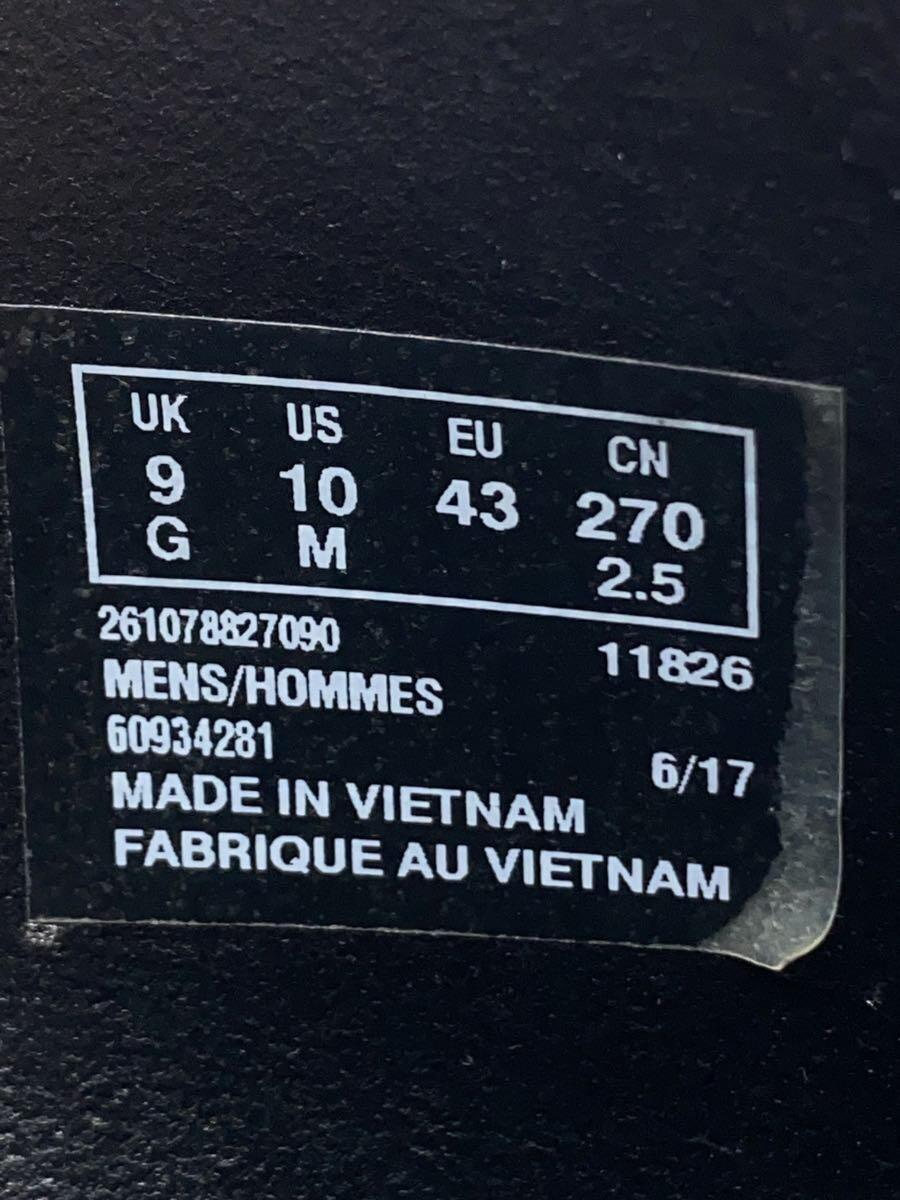 UK US EU CN
9 10 43 270
G M 2.5
261078827090 11826
MENS/HOMMES
60934281 6/17
MADE IN VIETNAM
FABRIQUE AU VIETNAM